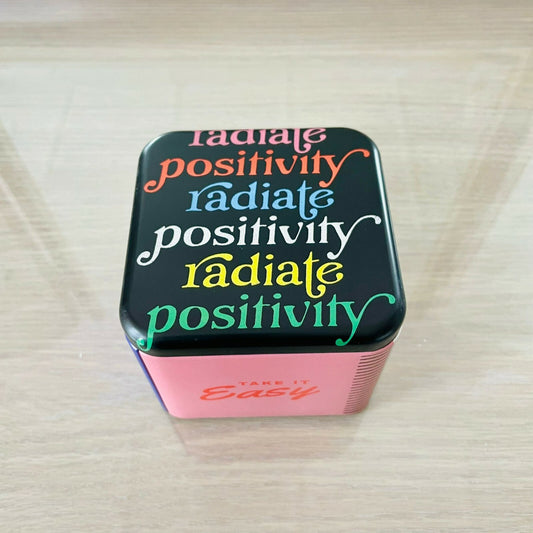 radiate
positivity
radiate
positivity
radiate
positivity
TAKE IT
Easy